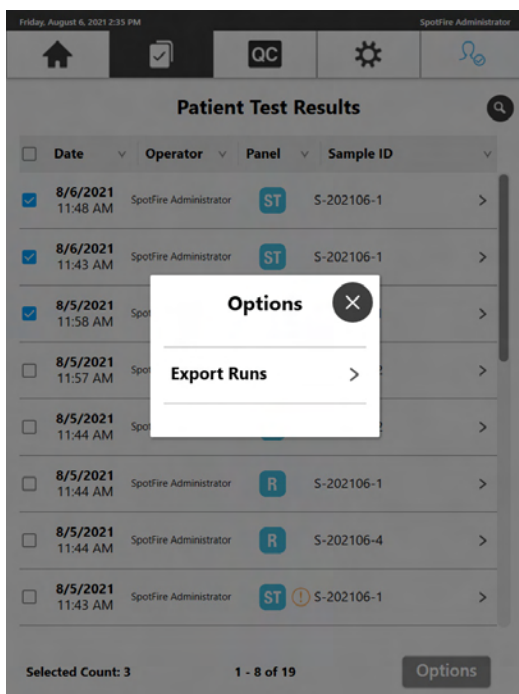 Friday, August 6, 2021 2:35 PM SpotFire Administrator
QC
Patient Test Results
Date Operator Panel Sample ID
8/6/2021
11:48 AM SpotFire Administrator ST S-202106-1
8/6/2021
11:43 AM SpotFire Administrator ST S-202106-1
8/5/2021
11:58 AM
Options
8/5/2021
11:57 AM
Export Runs
8/5/2021
11:44 AM
8/5/2021
11:44 AM SpotFire Administrator R S-202106-1
8/5/2021
11:44 AM SpotFire Administrator R S-202106-4
8/5/2021
11:43 AM SpotFire Administrator ST S-202106-1
Selected Count: 3 1 - 8 of 19 Options